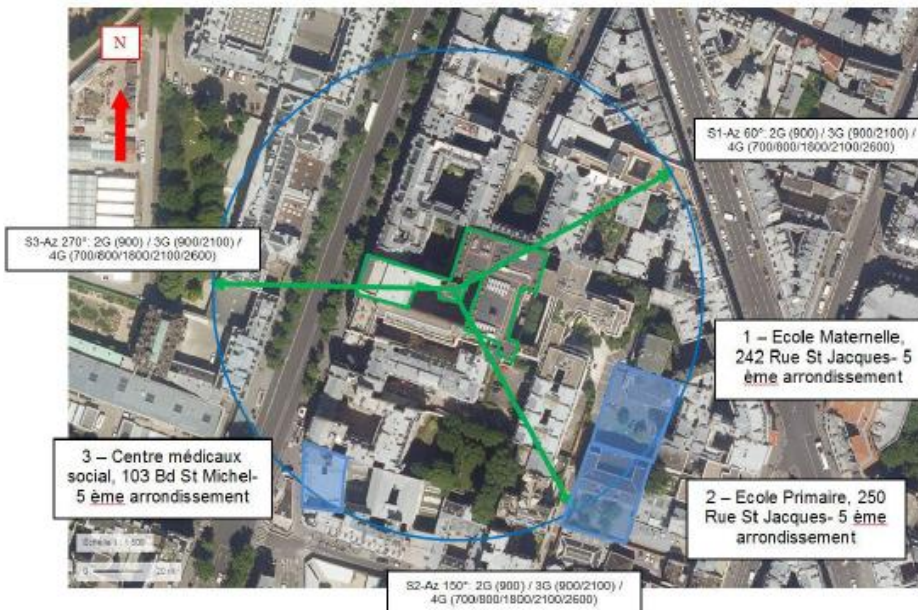 N
S1-Az 60°: 2G (900) / 3G (900/2100) /
4G (700/800/1800/2100/2600)
S3-Az 270°: 2G (900) / 3G (900/2100) /
4G (700/800/1800/2100/2600)
1 – Ecole Maternelle,
242 Rue St Jacques- 5
ème arrondissement
3 – Centre médicaux
social, 103 Bd St Michel-
5 ème arrondissement
2 – Ecole Primaire, 250
Rue St Jacques- 5 ème
arrondissement
0 20 m
S2-Az 150°: 2G (900) / 3G (900/2100) /
4G (700/800/1800/2100/2600)